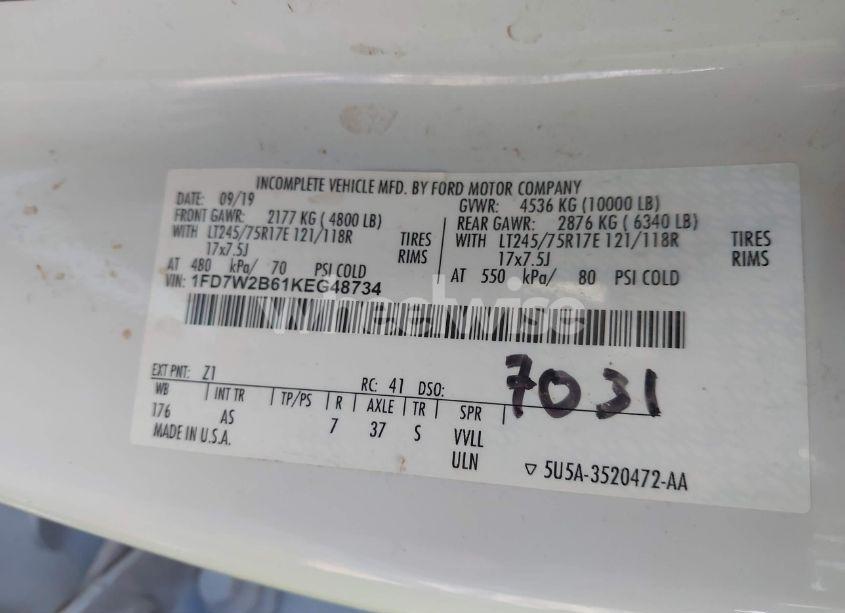 INCOMPLETE VEHICLE MFD. BY FORD MOTOR COMPANY
DATE: 09/19 GVWR: 4536 KG (10000 LB)
FRONT GAWR: 2177 KG ( 4800 LB) REAR GAWR: 2876 KG ( 6340 LB)
WITH LT245/75R17E 121/118R TIRES WITH LT245/75R17E 121/118R TIRES
17x7.5J RIMS 17x7.5J RIMS
AT 480 kPa/ 70 PSI COLD AT 550 kPa/ 80 PSI COLD
VIN: 1FD7W2B61KEG48734
wheelwise
EXT PNT: Z1 RC: 41 DSO: 7031
WB INT TR TP/PS R AXLE TR SPR
176 AS 7 37 S VVLL
MADE IN U.S.A. ULN
5U5A-3520472-AA